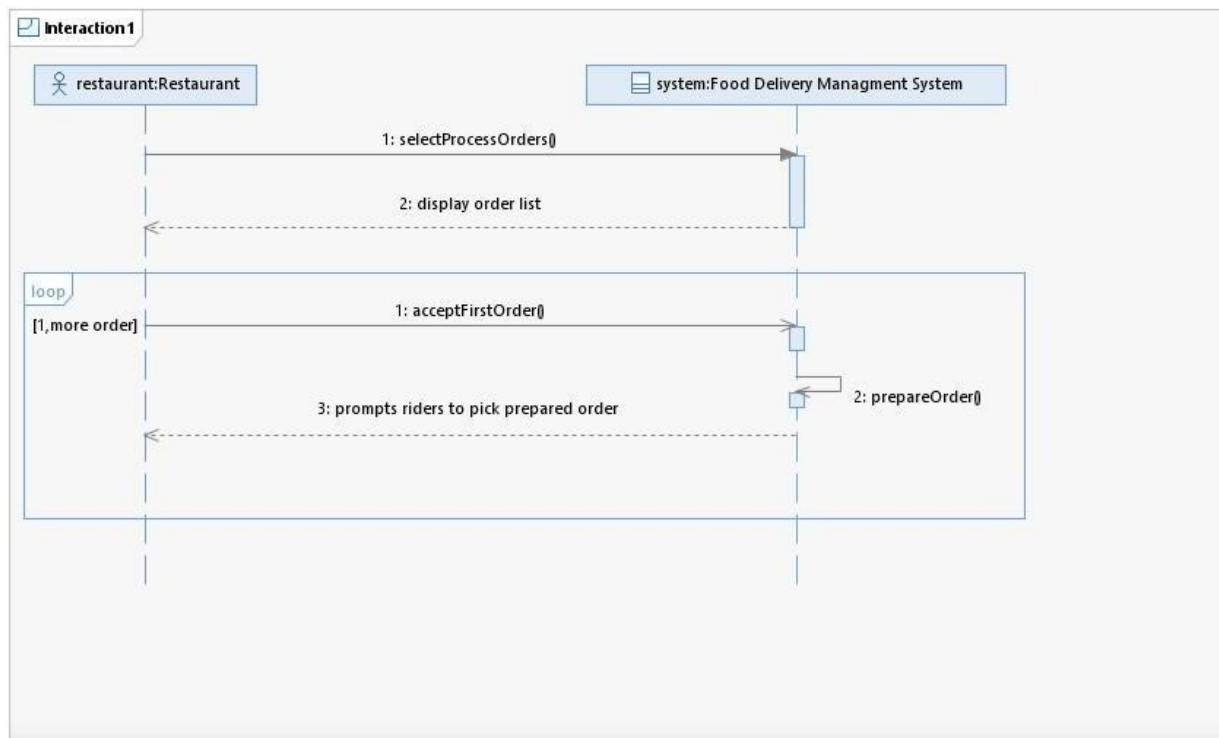 Interaction1
restaurant:Restaurant
system:Food Delivery Managment System
1: selectProcessOrders()
2: display order list
loop
[1,more order]
1: acceptFirstOrder()
2: prepareOrder()
3: prompts riders to pick prepared order